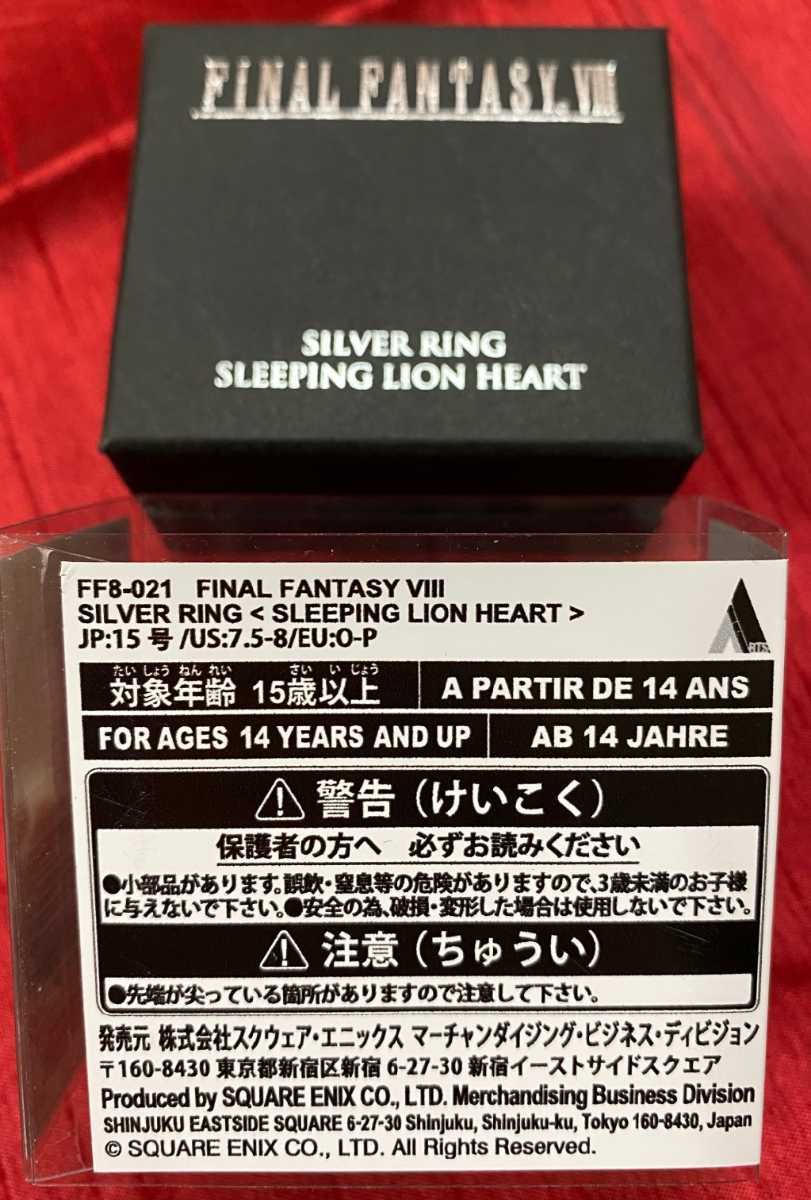 FINAL FANTASY VIII
SILVER RING
SLEEPING LION HEART
FF8-021 FINAL FANTASY VIII
SILVER RING < SLEEPING LION HEART >
JP:15 号 /US:7.5-8/EU:O-P
ARTS
たいしょう ねん れい さい い じょう
対象年齢 15歳以上
A PARTIR DE 14 ANS
FOR AGES 14 YEARS AND UP
AB 14 JAHRE
⚠ 警告（けいこく）
保護者の方へ 必ずお読みください
●小部品があります。誤飲・窒息等の危険がありますので、3歳未満のお子様
に与えないで下さい。●安全の為、破損・変形した場合は使用しないで下さい。
⚠ 注意（ちゅうい）
●先端が尖っている箇所がありますので注意して下さい。
発売元 株式会社スクウェア・エニックス マーチャンダイジング・ビジネス・ディビジョン
〒160-8430 東京都新宿区新宿 6-27-30 新宿イーストサイドスクエア
Produced by SQUARE ENIX CO., LTD. Merchandising Business Division
SHINJUKU EASTSIDE SQUARE 6-27-30 Shinjuku, Shinjuku-ku, Tokyo 160-8430, Japan
© SQUARE ENIX CO., LTD. All Rights Reserved.